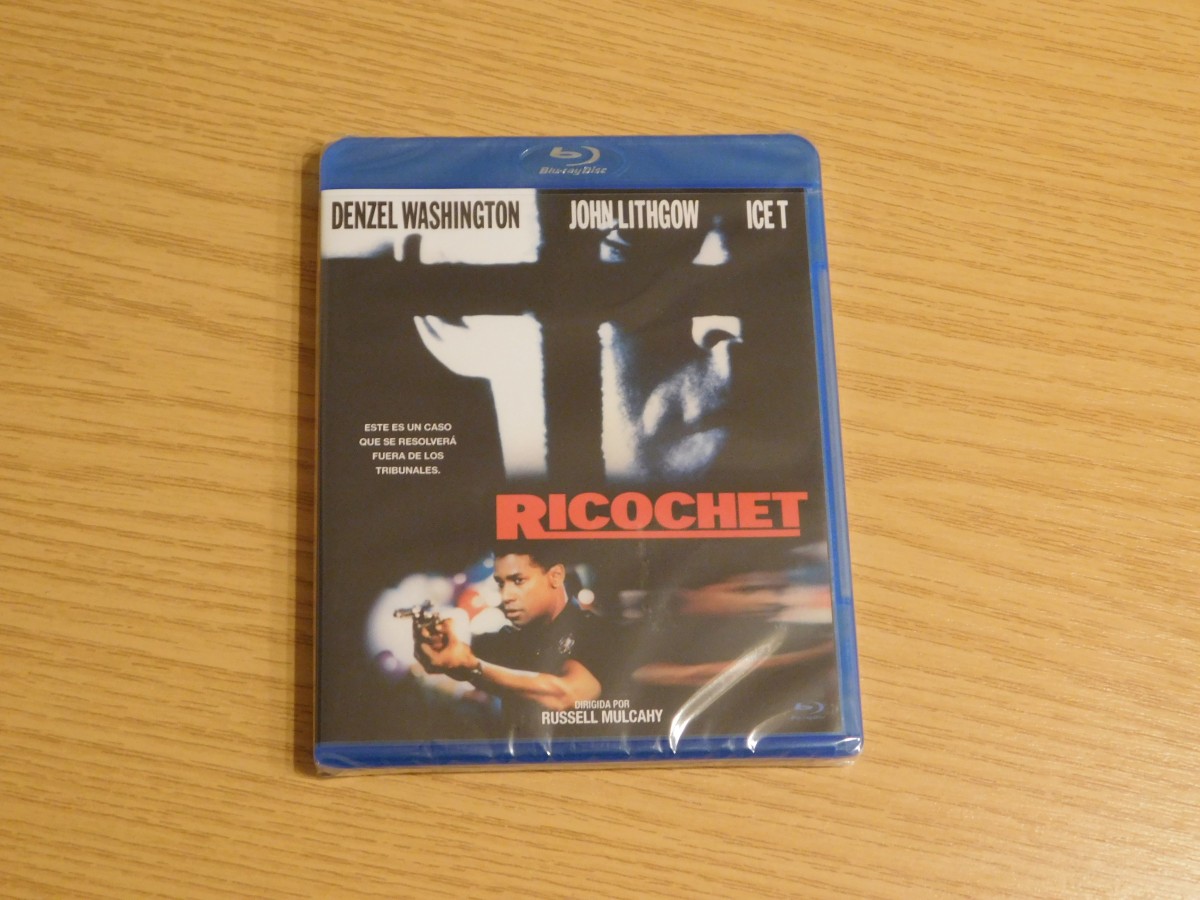 Blu-ray Disc
DENZEL WASHINGTON JOHN LITHGOW ICE T
ESTE ES UN CASO
QUE SE RESOLVERÁ
FUERA DE LOS
TRIBUNALES.
RICOCHET
DIRIGIDA POR
RUSSELL MULCAHY